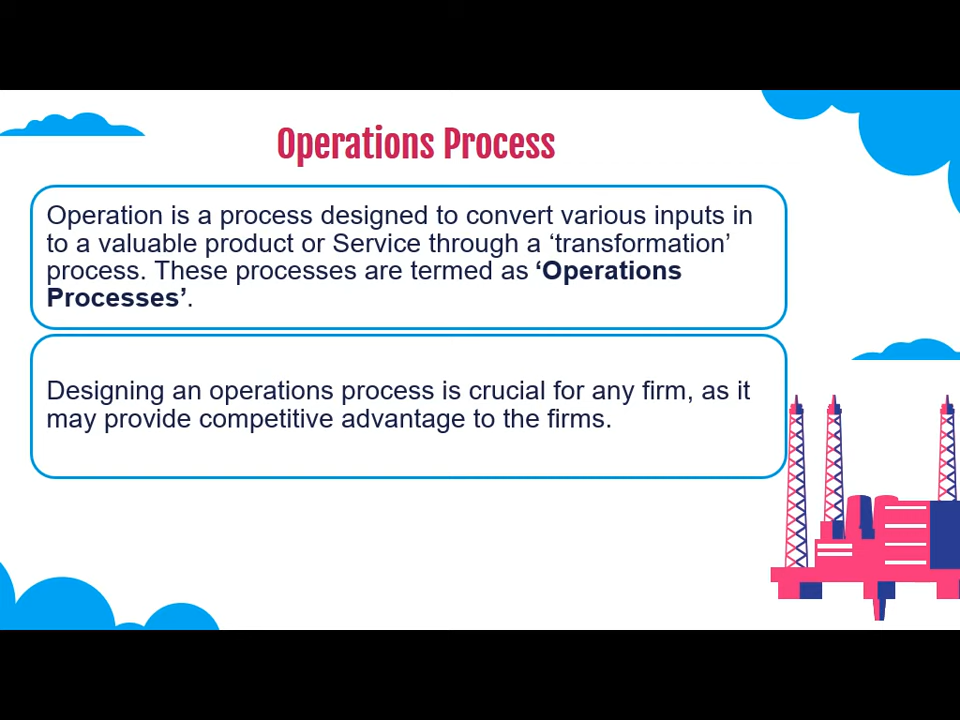 Operations Process
Operation is a process designed to convert various inputs in
to a valuable product or Service through a ‘transformation’
process. These processes are termed as ‘Operations
Processes’.
Designing an operations process is crucial for any firm, as it
may provide competitive advantage to the firms.